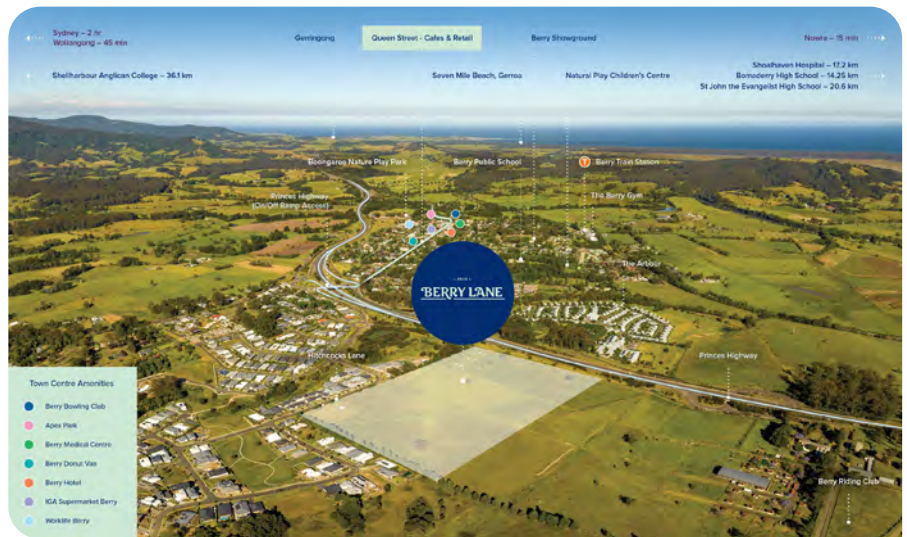 Sydney – 2 hr
Wollongong – 45 min
Gerringong
Queen Street - Cafes & Retail
Berry Showground
Nowra – 15 min
Shellharbour Anglican College – 36.1 km
Seven Mile Beach, Gerroa
Natural Play Children's Centre
Shoalhaven Hospital – 17.2 km
Bomaderry High School – 14.25 km
St John the Evangelist High School – 20.6 km
Boongaroo Nature Play Park
Berry Public School
T Berry Train Station
Princes Highway
(On/Off Ramp Access)
The Berry Gym
The Arbour
BERRY LANE
Hitchcocks Lane
Princes Highway
Town Centre Amenities
Berry Bowling Club
Apex Park
Berry Medical Centre
Berry Donut Van
Berry Hotel
IGA Supermarket Berry
Worklife Berry
Berry Riding Club